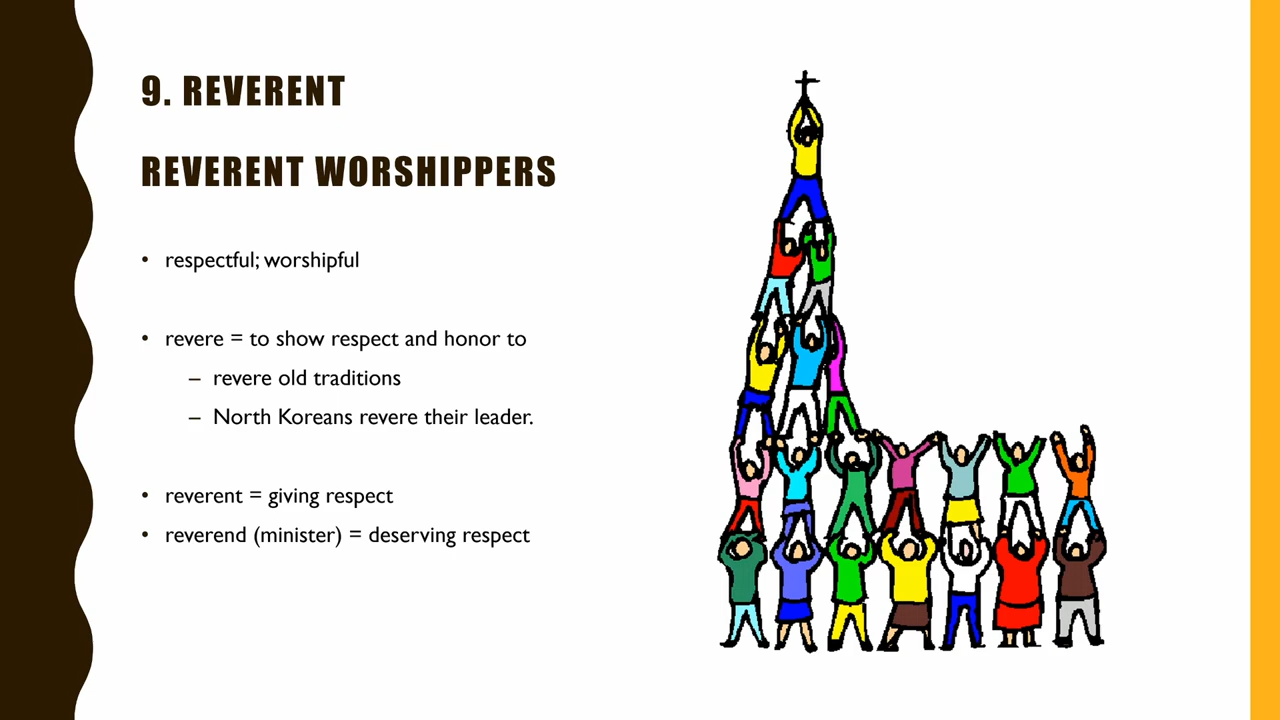 9. REVERENT
REVERENT WORSHIPPERS
• respectful; worshipful
• revere = to show respect and honor to
– revere old traditions
– North Koreans revere their leader.
• reverent = giving respect
• reverend (minister) = deserving respect